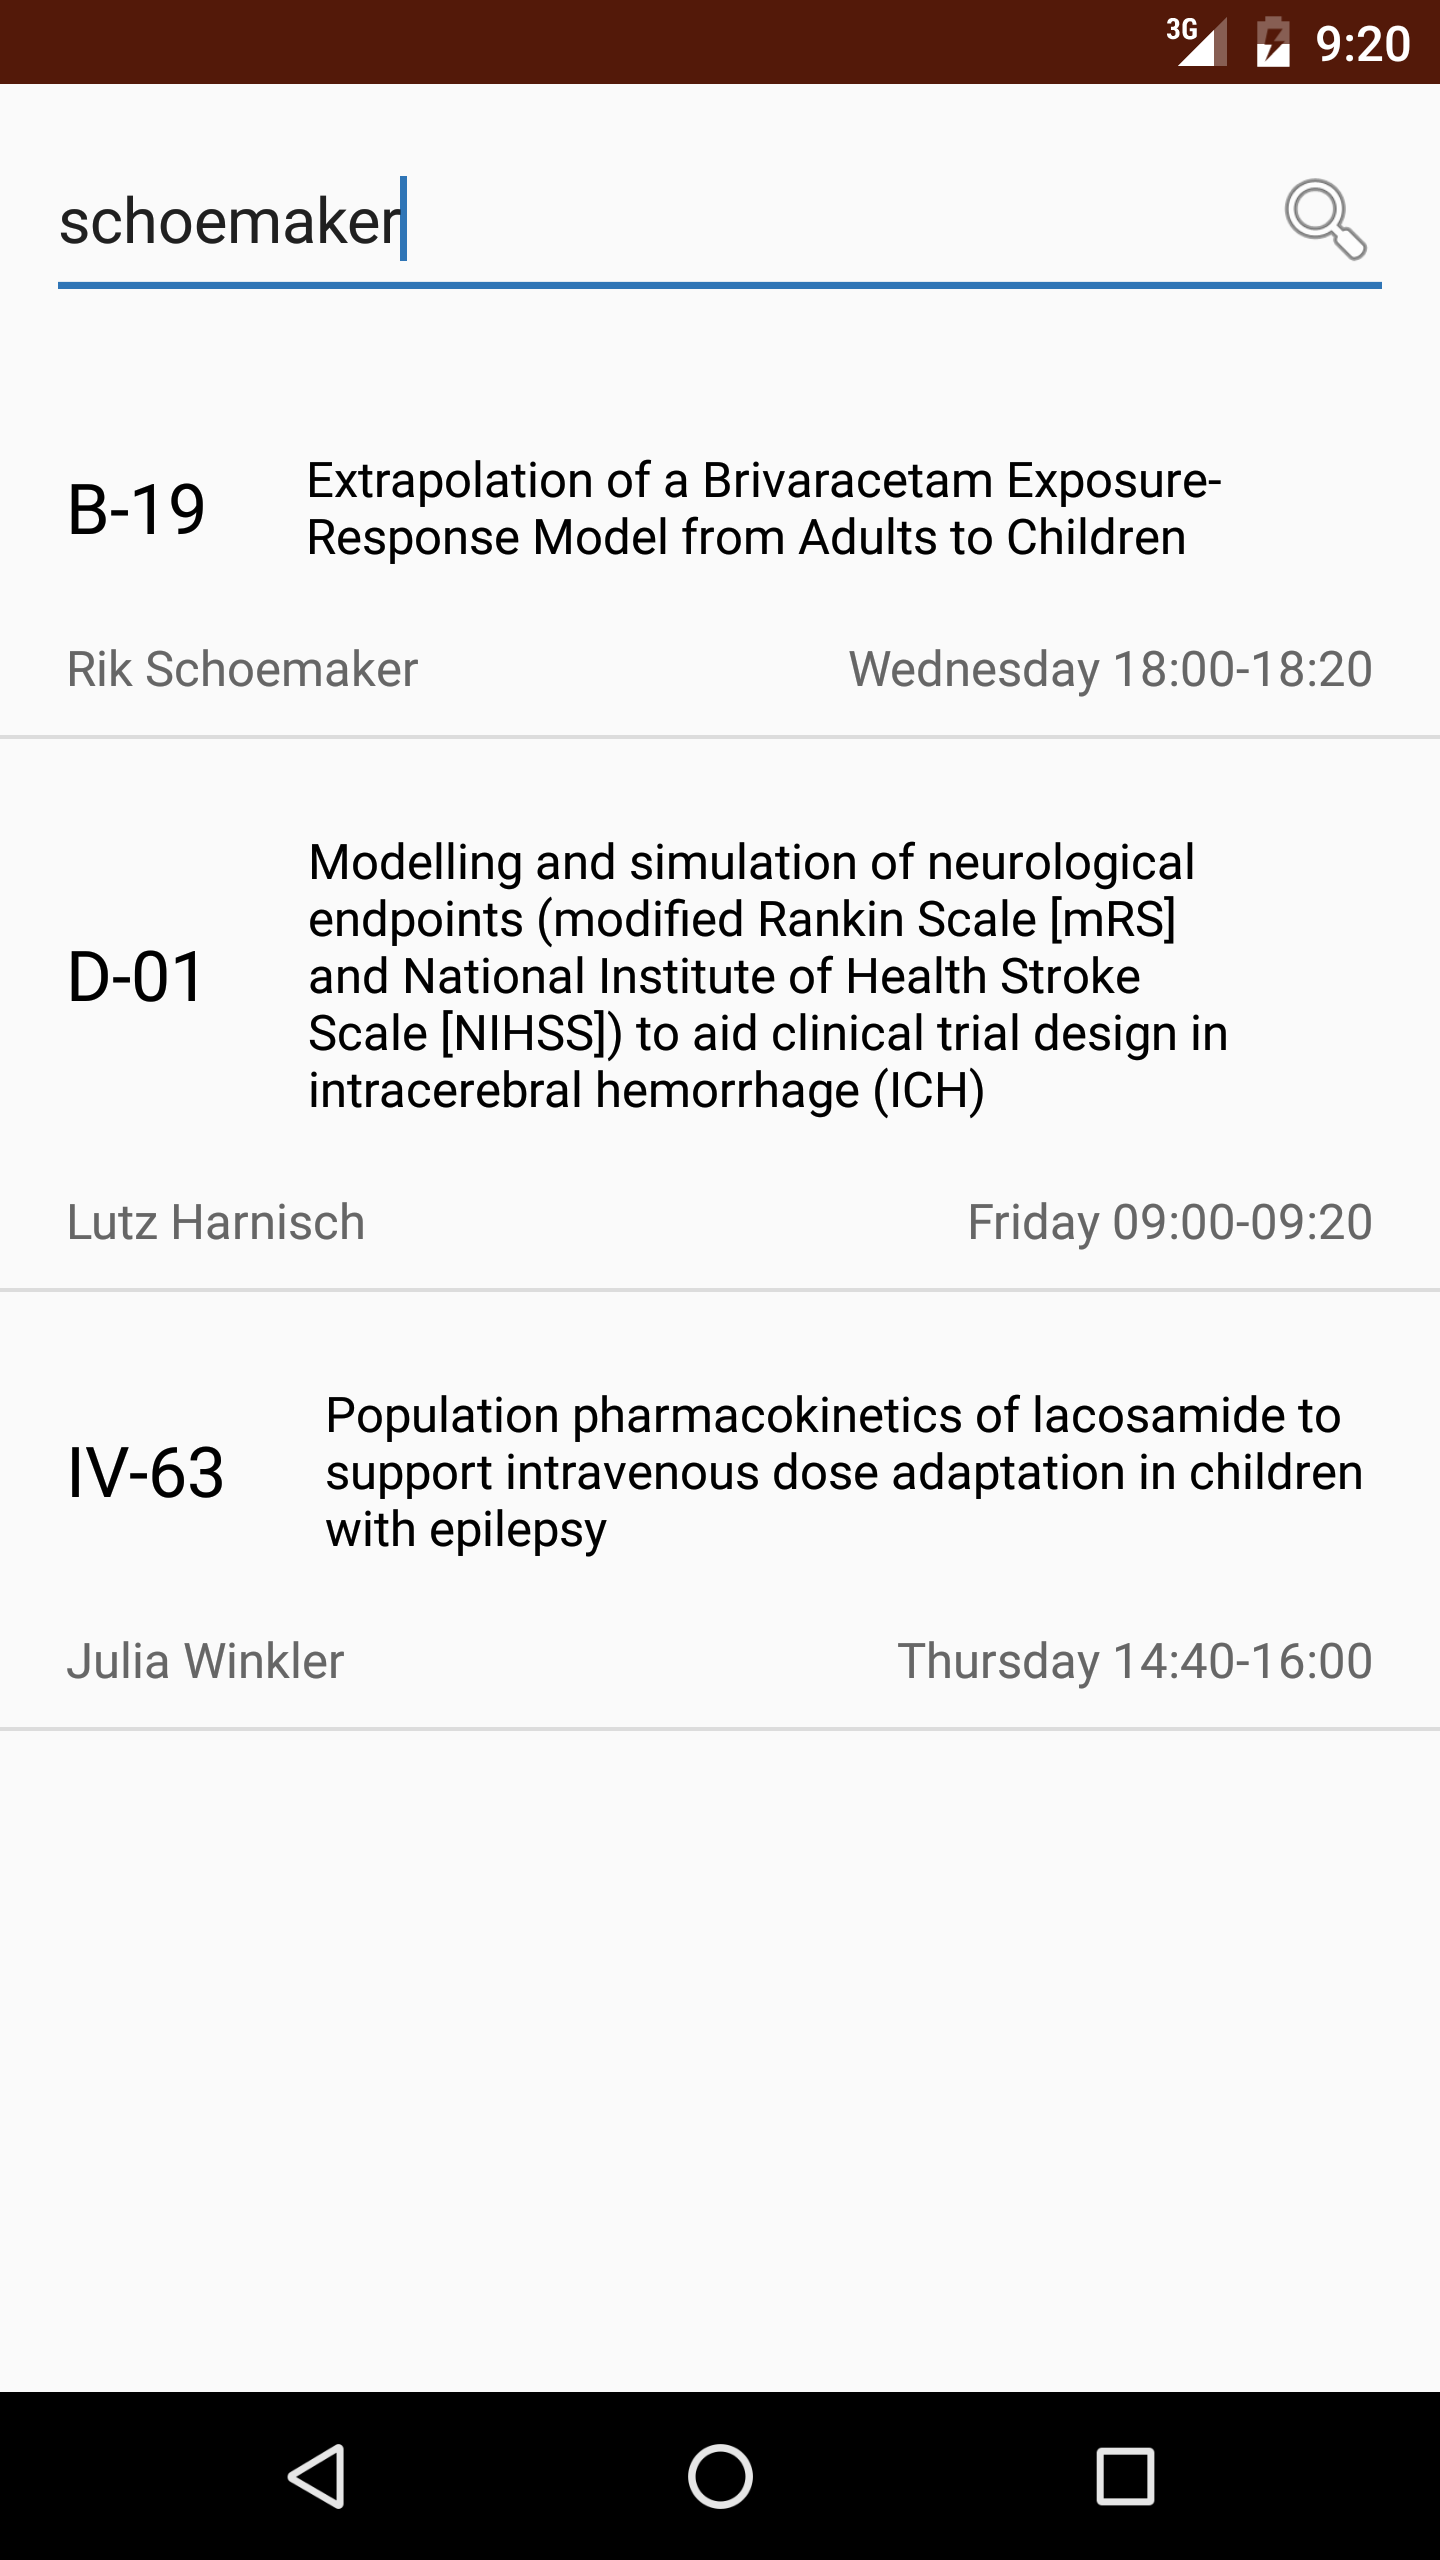 3G 9:20
schoemaker
B-19
Extrapolation of a Brivaracetam Exposure-
Response Model from Adults to Children
Rik Schoemaker
Wednesday 18:00-18:20
D-01
Modelling and simulation of neurological
endpoints (modified Rankin Scale [mRS]
and National Institute of Health Stroke
Scale [NIHSS]) to aid clinical trial design in
intracerebral hemorrhage (ICH)
Lutz Harnisch
Friday 09:00-09:20
IV-63
Population pharmacokinetics of lacosamide to
support intravenous dose adaptation in children
with epilepsy
Julia Winkler
Thursday 14:40-16:00